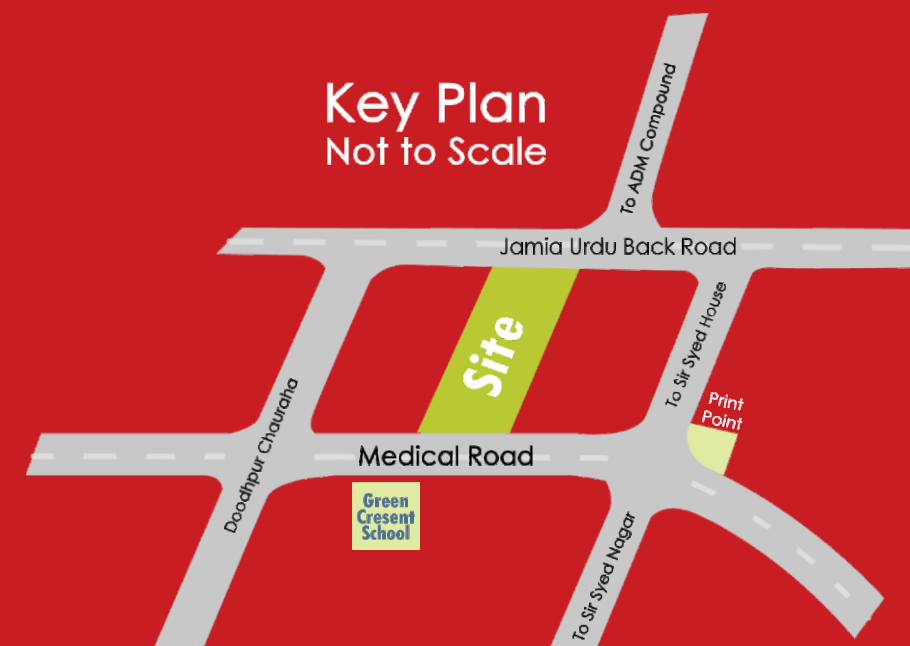 Key Plan
Not to Scale
To ADM Compound
Jamia Urdu Back Road
Site
To Sir Syed House
Print
Point
Doodhpur Chauraha
Medical Road
Green
Cresent
School
To Sir Syed Nagar